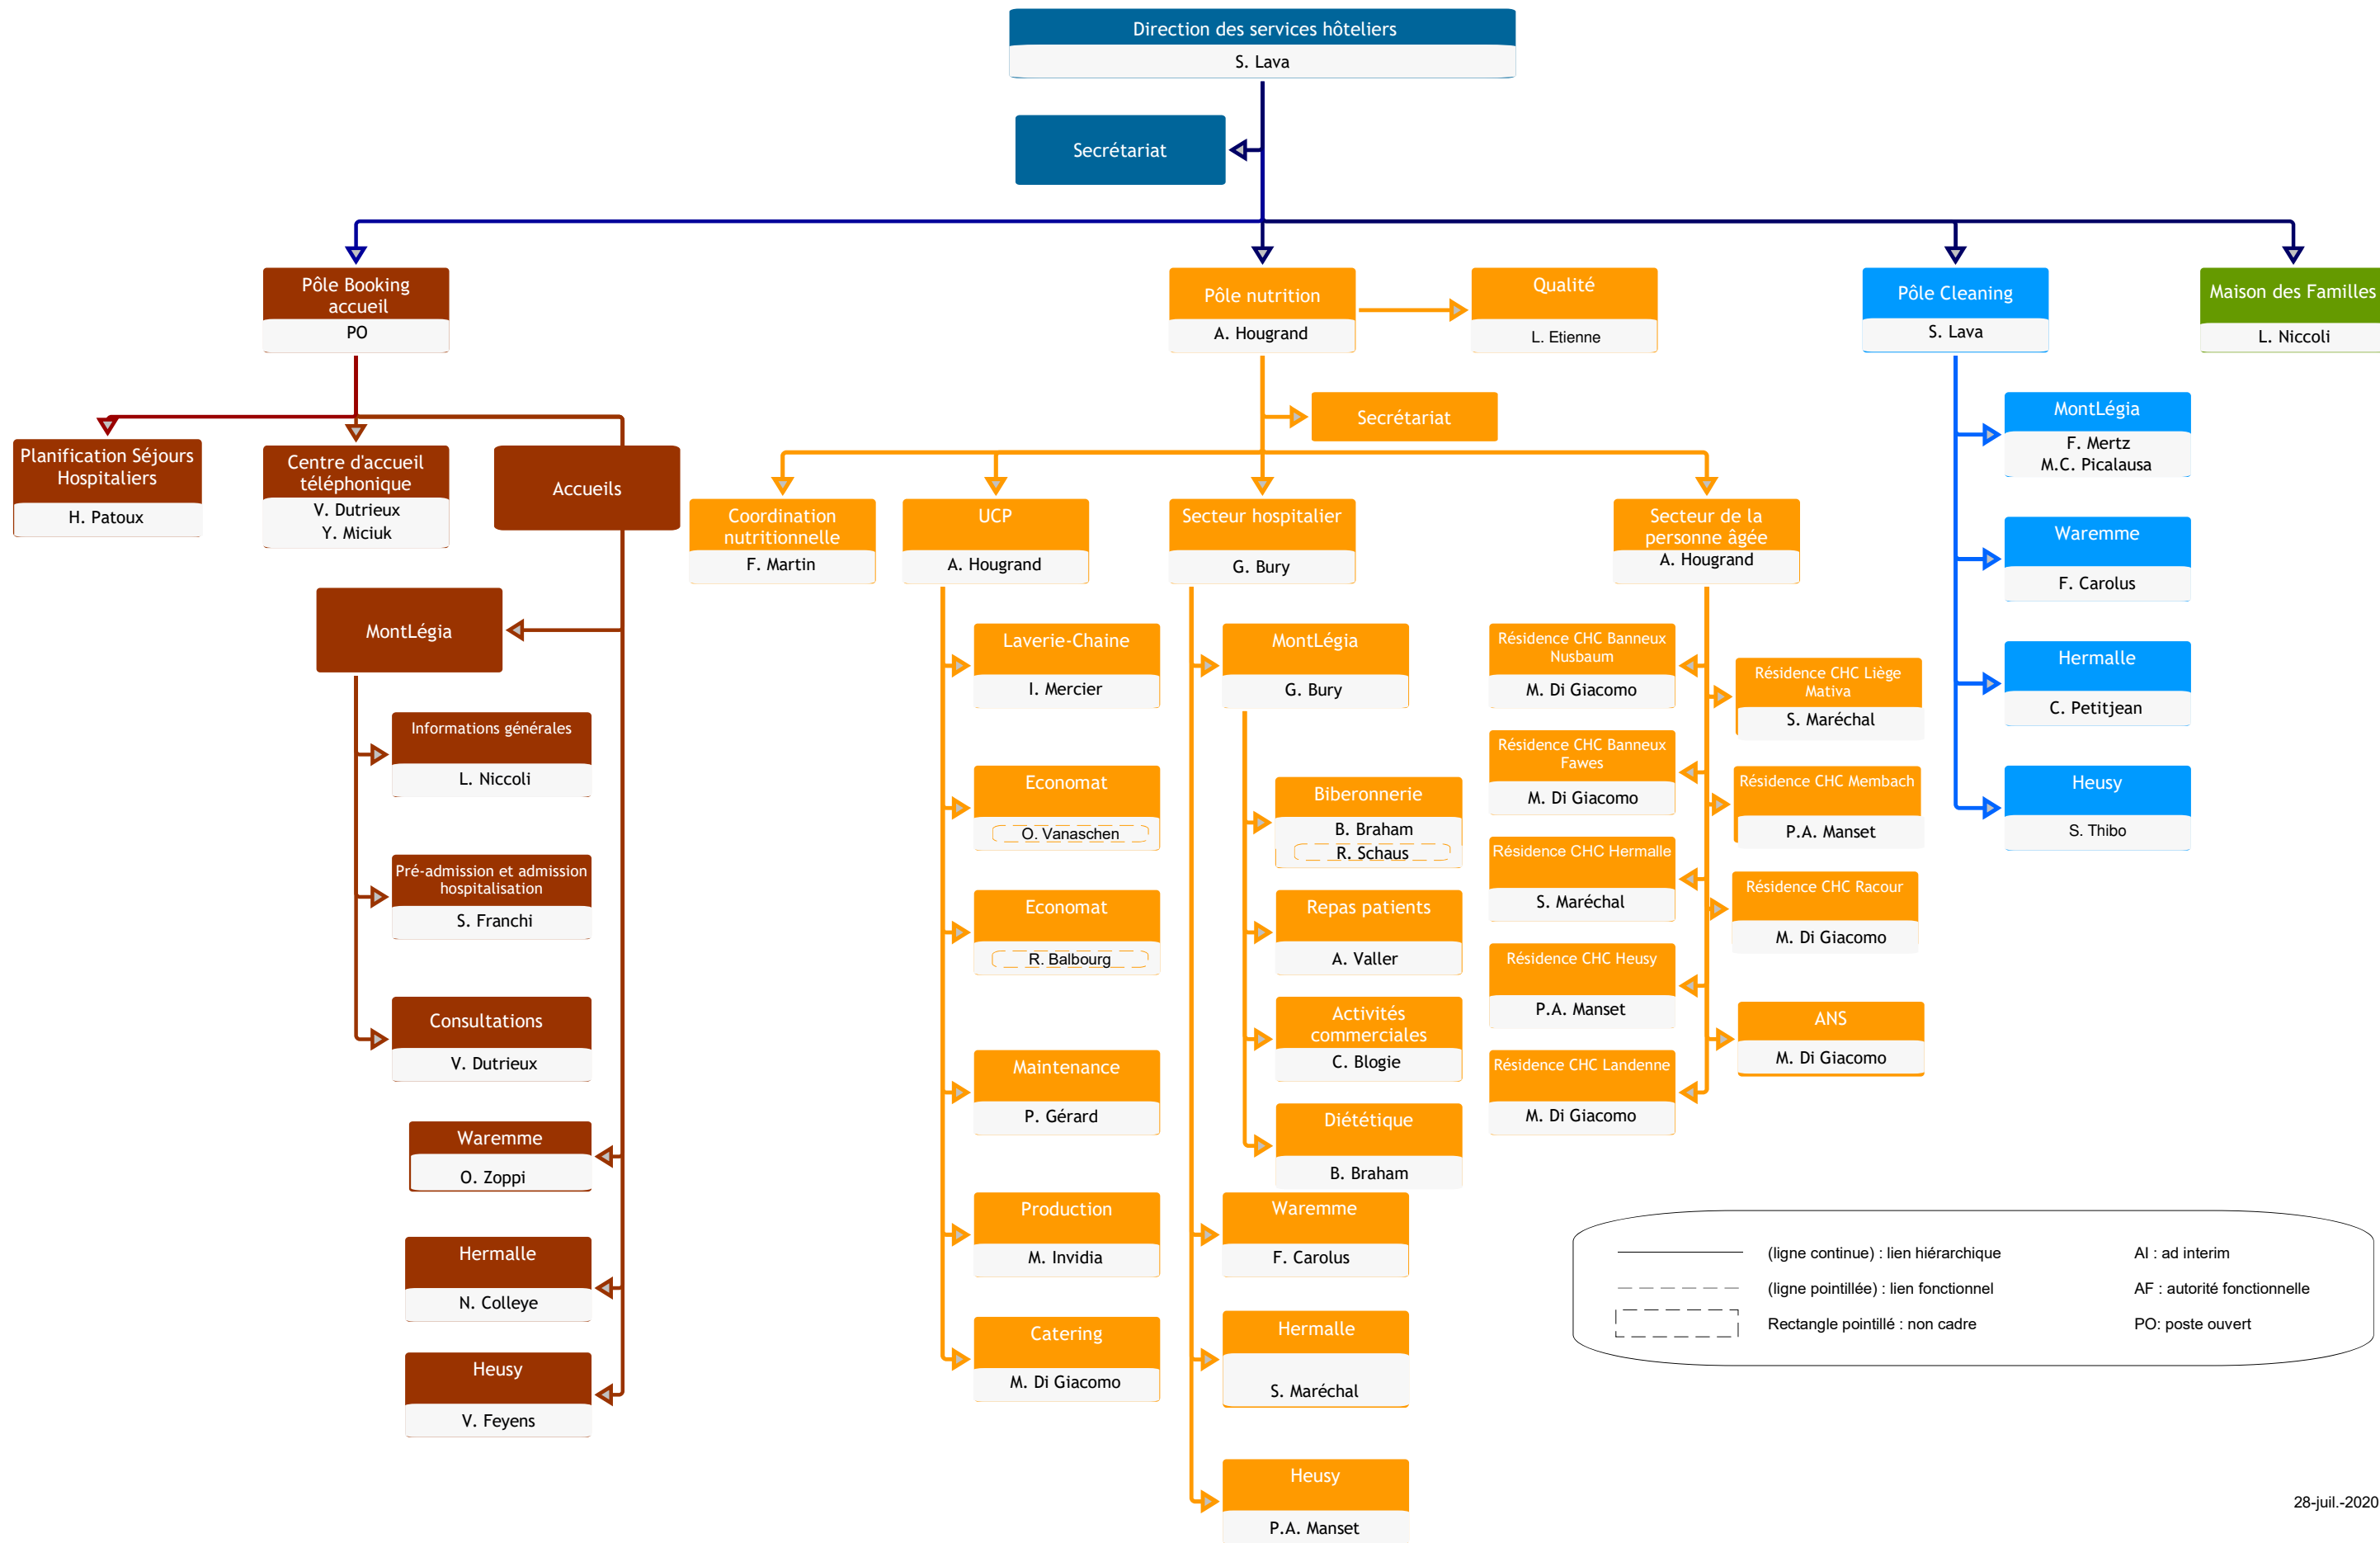 Direction des services hôteliers
S. Lava
Secrétariat
Pôle Booking
accueil
PO
Pôle nutrition
A. Hougrand
Qualité
L. Etienne
Pôle Cleaning
S. Lava
Maison des Familles
L. Niccoli
Secrétariat
Planification Séjours
Hospitaliers
H. Patoux
Centre d'accueil
téléphonique
V. Dutrieux
Y. Miciuk
Accueils
MontLégia
Informations générales
L. Niccoli
Pré-admission et admission
hospitalisation
S. Franchi
Consultations
V. Dutrieux
Waremme
O. Zoppi
Hermalle
N. Colleye
Heusy
V. Feyens
Coordination
nutritionnelle
F. Martin
UCP
A. Hougrand
Laverie-Chaine
I. Mercier
Economat
O. Vanaschen
Economat
R. Balbourg
Maintenance
P. Gérard
Production
M. Invidia
Catering
M. Di Giacomo
Secteur hospitalier
G. Bury
MontLégia
G. Bury
Biberonnerie
B. Braham
R. Schaus
Repas patients
A. Valler
Activités
commerciales
C. Blogie
Diététique
B. Braham
Waremme
F. Carolus
Hermalle
S. Maréchal
Heusy
P.A. Manset
Secteur de la
personne âgée
A. Hougrand
Résidence CHC Banneux
Nusbaum
M. Di Giacomo
Résidence CHC Liège
Mativa
S. Maréchal
Résidence CHC Banneux
Fawes
M. Di Giacomo
Résidence CHC Membach
P.A. Manset
Résidence CHC Hermalle
S. Maréchal
Résidence CHC Racour
M. Di Giacomo
Résidence CHC Heusy
P.A. Manset
ANS
M. Di Giacomo
Résidence CHC Landenne
M. Di Giacomo
MontLégia
F. Mertz
M.C. Picalausa
Waremme
F. Carolus
Hermalle
C. Petitjean
Heusy
S. Thibo
(ligne continue) : lien hiérarchique
AI : ad interim
(ligne pointillée) : lien fonctionnel
AF : autorité fonctionnelle
Rectangle pointillé : non cadre
PO: poste ouvert
28-juil.-2020